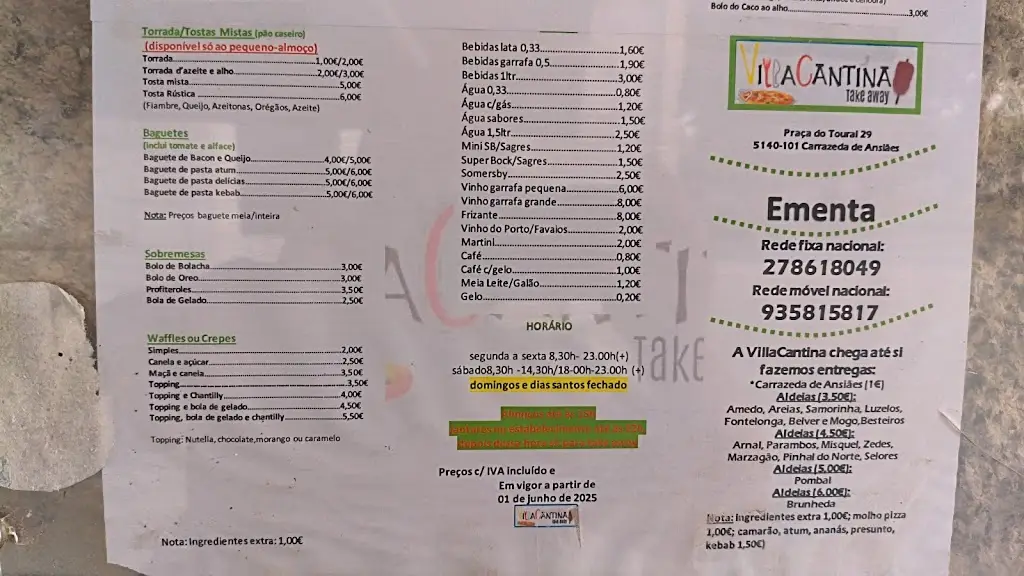 Torrada/Tostas Mistas (pão caseiro)
(disponível só ao pequeno-almoço)
Torrada.....1,00€/2,00€
Torrada d'azeite e alho.....2,00€/3,00€
Tosta mista.....5,00€
Tosta Rústica.....6,00€
(Fiambre, Queijo, Azeitonas, Orégãos, Azeite)
Baguetes
(inclui tomate e alface)
Baguete de Bacon e Queijo.....4,00€/5,00€
Baguete de pasta atum.....5,00€/6,00€
Baguete de pasta delícias.....5,00€/6,00€
Baguete de pasta kebab.....5,00€/6,00€
Nota: Preços baguete meia/inteira
Sobremesas
Bolo de Bolacha.....3,00€
Bolo de Oreo.....3,00€
Profiteroles.....3,50€
Bola de Gelado.....2,50€
Waffles ou Crepes
Simples.....2,00€
Canela e açúcar.....2,50€
Maçã e canela.....3,50€
Topping.....3,50€
Topping e Chantilly.....4,00€
Topping e bola de gelado.....4,50€
Topping, bola de gelado e chantilly.....5,50€
Topping: Nutella, chocolate,morango ou caramelo
Nota: Ingredientes extra: 1,00€
Bebidas lata 0,33.....1,60€
Bebidas garrafa 0,5.....1,90€
Bebidas 1ltr.....3,00€
Água 0,33.....0,80€
Água c/gás.....1,20€
Água sabores.....1,50€
Água 1,5ltr.....2,50€
Mini SB/Sagres.....1,20€
Super Bock/Sagres.....1,50€
Somersby.....2,50€
Vinho garrafa pequena.....6,00€
Vinho garrafa grande.....8,00€
Frizante.....8,00€
Vinho do Porto/Favaios.....2,00€
Martini.....2,00€
Café.....0,80€
Café c/gelo.....1,00€
Meia Leite/Galão.....1,20€
Gelo.....0,20€
HORÁRIO
segunda a sexta 8,30h- 23.00h(+)
sábado8,30h -14,30h/18-00h-23.00h (+)
domingos e dias santos fechado
Preços c/ IVA incluído e
Em vigor a partir de
01 de junho de 2025
VILLACANTINA
Bolo do Caco ao alho.....3,00€
VILLACANTINA
Take away
Praça do Toural 29
5140-101 Carrazeda de Ansiães
Ementa
Rede fixa nacional:
278618049
Rede móvel nacional:
935815817
A VillaCantina chega até si
fazemos entregas:
*Carrazeda de Ansiães (1€)
Aldeias (3,50€):
Amedo, Areias, Samorinha, Luzelos,
Fontelonga, Belver e Mogo,Besteiros
Aldeias (4,50€):
Arnal, Parambos, Misquel, Zedes,
Marzagão, Pinhal do Norte, Selores
Aldeias (5,00€):
Pombal
Aldeias (6,00€):
Brunheda
Nota: Ingredientes extra 1,00€; molho pizza
1,00€; camarão, atum, ananás, presunto,
kebab 1,50€)